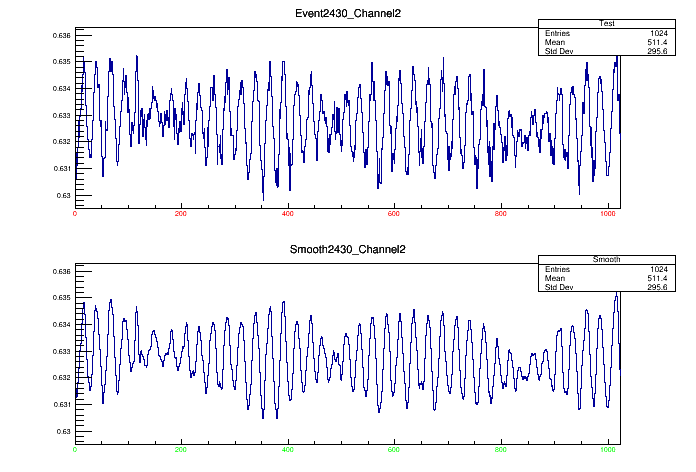 Event2430_Channel2
Test
Entries 1024
Mean 511.4
Std Dev 295.6
0.636
0.635
0.634
0.633
0.632
0.631
0.63
0 200 400 600 800 1000
Smooth2430_Channel2
Smooth
Entries 1024
Mean 511.4
Std Dev 295.6
0.636
0.635
0.634
0.633
0.632
0.631
0.63
0 200 400 600 800 1000